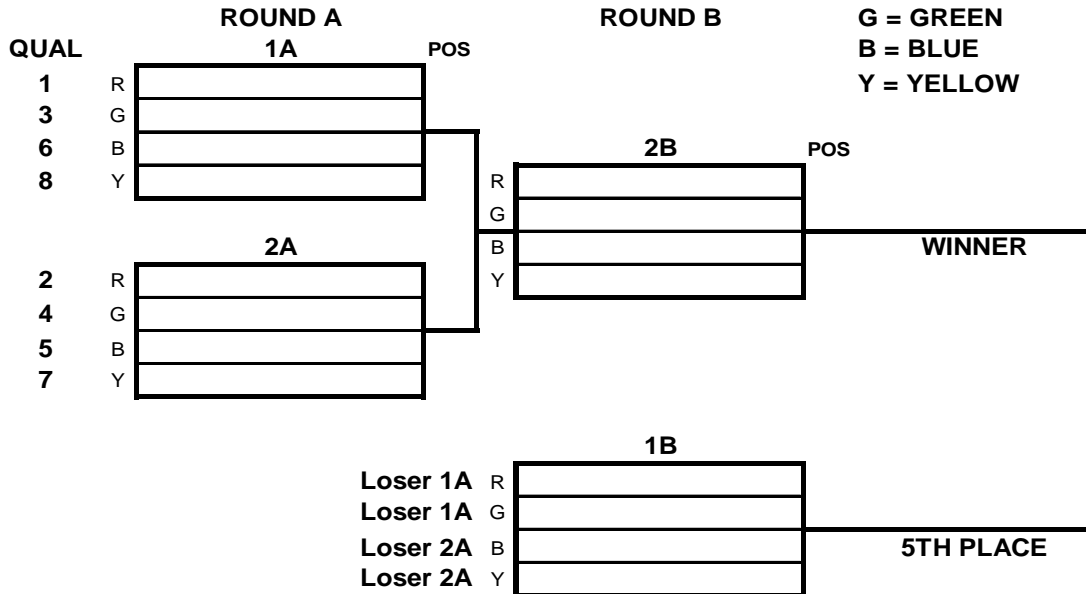 ROUND A ROUND B G = GREEN
QUAL 1A POS B = BLUE
1 R Y = YELLOW
3 G
6 B 2B POS
8 Y
R
G
2A B WINNER
2 R Y
4 G
5 B
7 Y
1B
Loser 1A R
Loser 1A G
Loser 2A B 5TH PLACE
Loser 2A Y